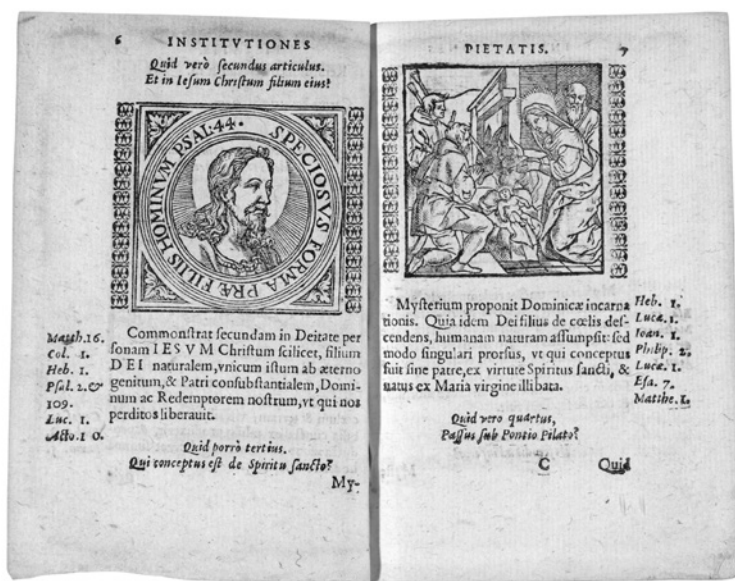 6 INSTITVTIONES
Quid verò secundus articulus.
Et in Iesum Christum filium eius?
SPECIOSVS FORMA PRÆ FILIIS HOMINVM PSAL:44.
Matth.16.
Col. 1.
Heb. 1.
Psal. 2.&
109.
Luc. 1.
Acto.10.
Commonſtrat ſecundam in Deitate per
ſonam IESVM Chriſtum ſcilicet, filium
DEI naturalem, vnicum iſtum ab æterno
genitum, & Patri conſubſtantialem, Domi-
num ac Redemptorem noſtrum, vt qui nos
perditos liberauit.
Quid porrò tertius.
Qui conceptus eſt de Spiritu ſancto?
My-
PIETATIS. 7
Myſterium proponit Dominicæ incarna
tionis. Quia idem Dei filius de cœlis deſ-
cendens, humanam naturam aſſumpſit: ſed
modo ſingulari prorſus, vt qui conceptus
fuit ſine patre, ex virtute Spiritus ſancti, &
natus ex Maria virgine illibata.
Heb. 1.
Luca. 1.
Ioan. 1.
Philip. 2.
Luca. 1.
Eſa. 7.
Matthe. 1.
Quid vero quartus,
Paſſus ſub Pontio Pilato?
C Quid